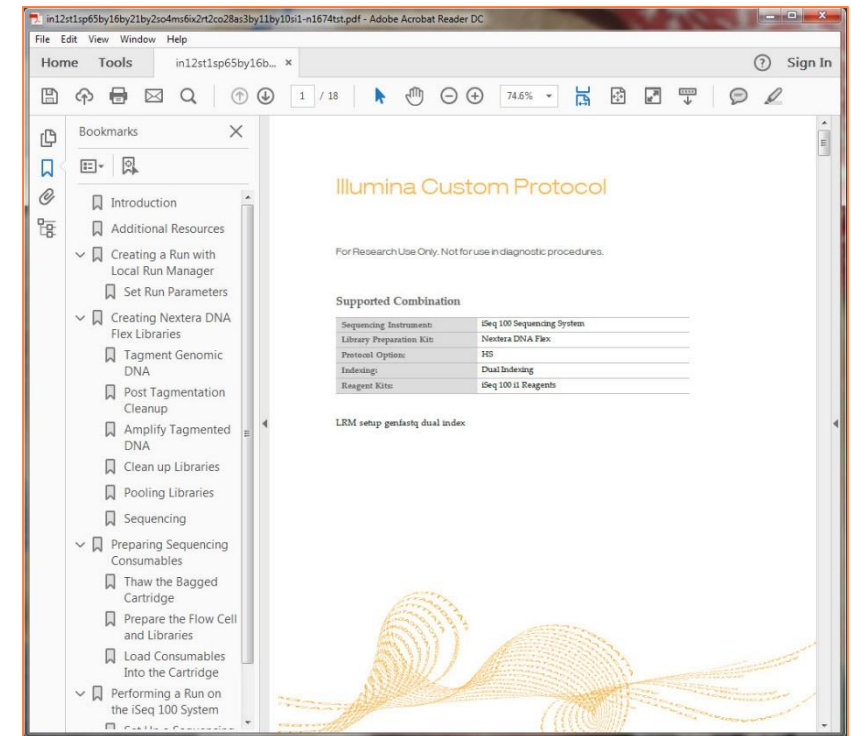 in12st1sp65by16by21by2so4ms6ix2rt2co28as3by11by10si1-n1674tst.pdf - Adobe Acrobat Reader DC
File Edit View Window Help
Home Tools in12st1sp65by16b... × Sign In
1 / 18 74.6%
Bookmarks
Introduction
Additional Resources
Creating a Run with
Local Run Manager
Set Run Parameters
Creating Nextera DNA
Flex Libraries
Tagment Genomic
DNA
Post Tagmentation
Cleanup
Amplify Tagmented
DNA
Clean up Libraries
Pooling Libraries
Sequencing
Preparing Sequencing
Consumables
Thaw the Bagged
Cartridge
Prepare the Flow Cell
and Libraries
Load Consumables
Into the Cartridge
Performing a Run on
the iSeq 100 System
Illumina Custom Protocol
For Research Use Only. Not for use in diagnostic procedures.
Supported Combination
Sequencing Instrument: iSeq 100 Sequencing System
Library Preparation Kit: Nextera DNA Flex
Protocol Option: HS
Indexing: Dual Indexing
Reagent Kits: iSeq 100 i1 Reagents
LRM setup genfastq dual index